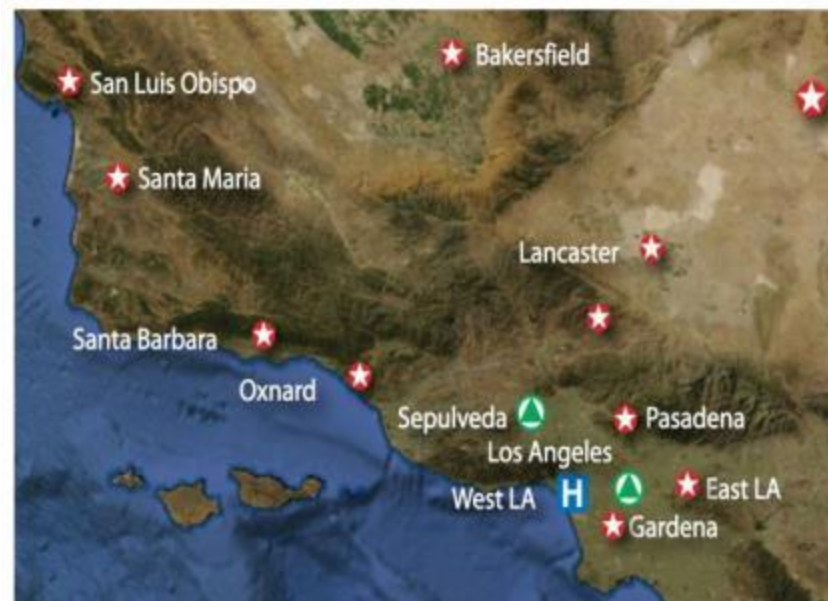 Bakersfield
San Luis Obispo
Santa Maria
Lancaster
Santa Barbara
Oxnard
Sepulveda
Pasadena
Los Angeles
West LA
H
East LA
Gardena